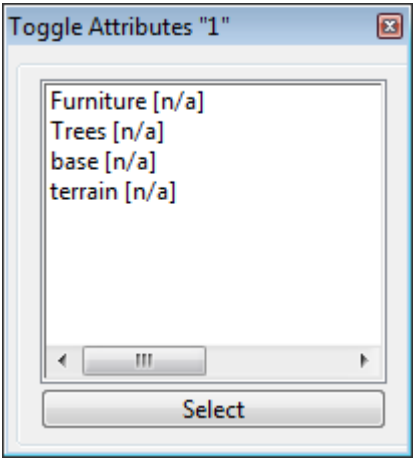 Toggle Attributes "1"
Furniture [n/a]
Trees [n/a]
base [n/a]
terrain [n/a]
Select